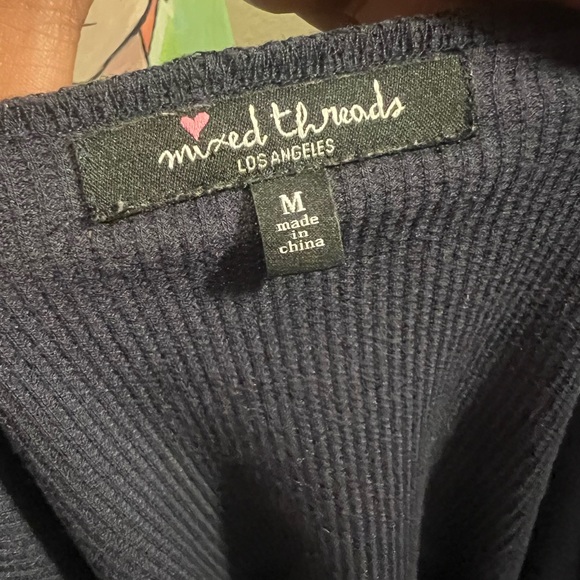 mixed threads
LOS ANGELES
M
made
in
china